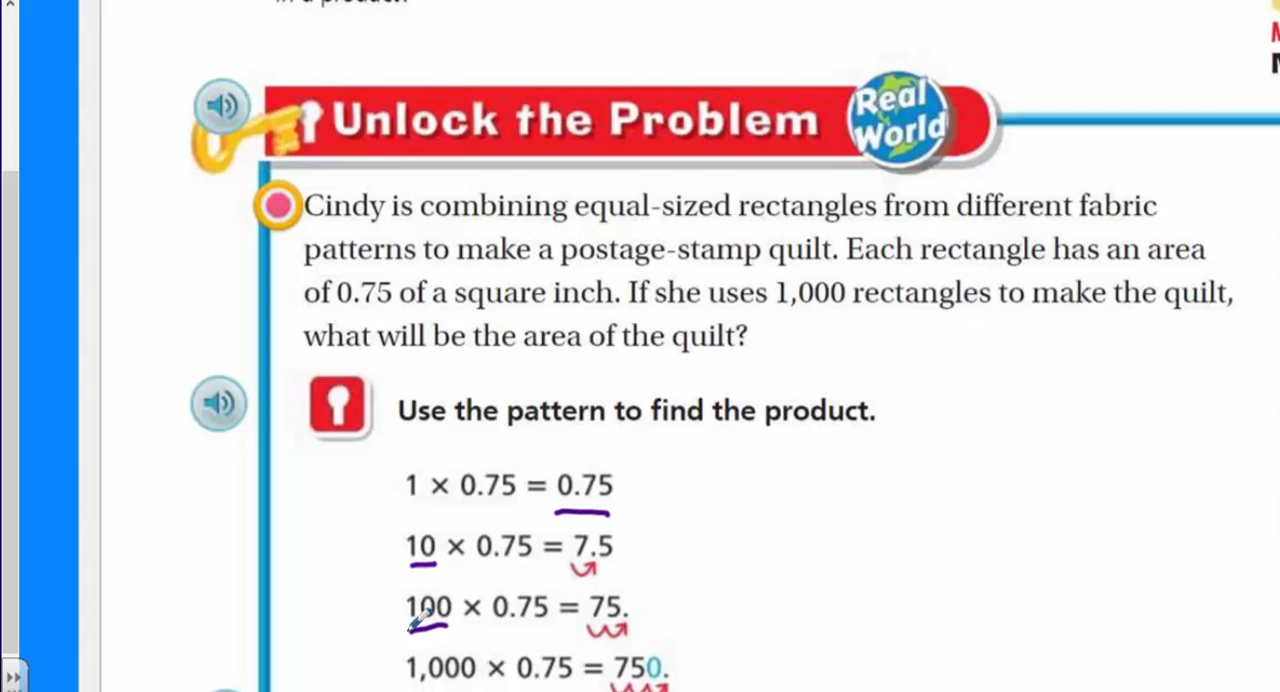 in a product.
Unlock the Problem
Real
World
Cindy is combining equal-sized rectangles from different fabric
patterns to make a postage-stamp quilt. Each rectangle has an area
of 0.75 of a square inch. If she uses 1,000 rectangles to make the quilt,
what will be the area of the quilt?
Use the pattern to find the product.
1 × 0.75 = 0.75
10 × 0.75 = 7.5
100 × 0.75 = 75.
1,000 × 0.75 = 750.